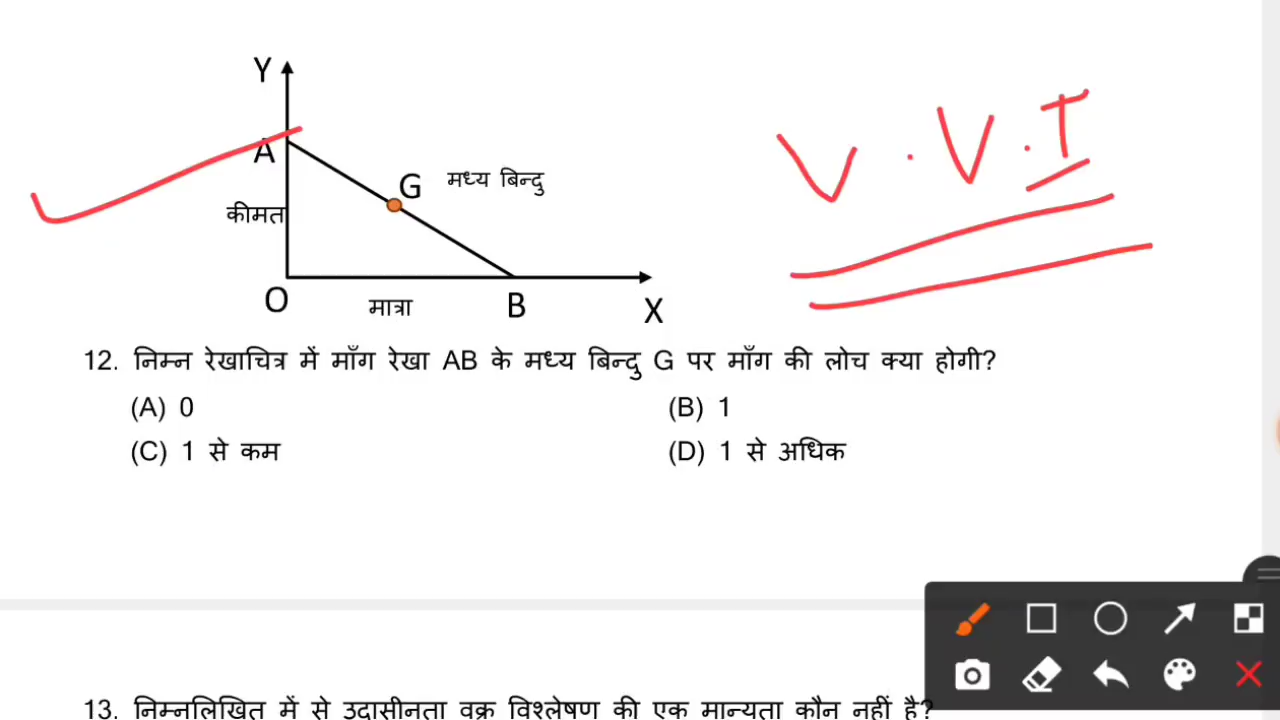 Y
V.V.I
A
G मध्य बिन्दु
कीमत
O मात्रा B X
12. निम्न रेखाचित्र में माँग रेखा AB के मध्य बिन्दु G पर माँग की लोच क्या होगी?
(A) 0 (B) 1
(C) 1 से कम (D) 1 से अधिक
13. निम्नलिखित में से उदासीनता वक्र विश्लेषण की एक मान्यता कौन नहीं है?